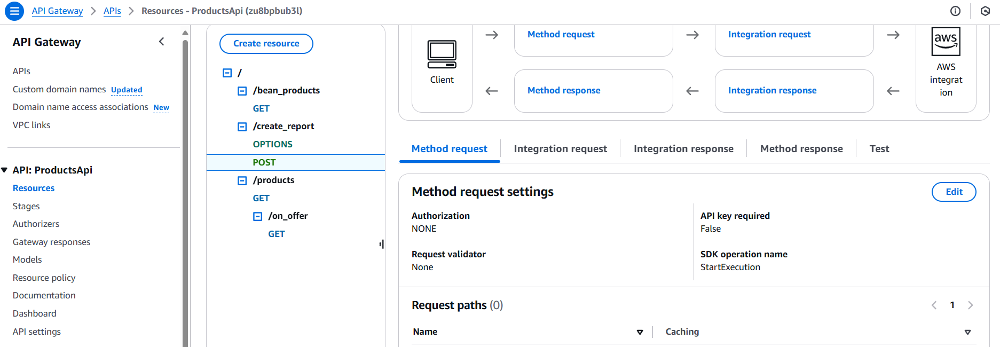 API Gateway > APIs > Resources - ProductsApi (zu8bpbub3l)
API Gateway
APIs
Custom domain names Updated
Domain name access associations New
VPC links
API: ProductsApi
Resources
Stages
Authorizers
Gateway responses
Models
Resource policy
Documentation
Dashboard
API settings
Create resource
/
/bean_products
GET
/create_report
OPTIONS
POST
/products
GET
/on_offer
GET
Client
Method request
Integration request
aws
AWS
integrat
ion
Method response
Integration response
Method request Integration request Integration response Method response Test
Method request settings
Edit
Authorization
NONE
API key required
False
Request validator
None
SDK operation name
StartExecution
Request paths (0)
1
Name
Caching